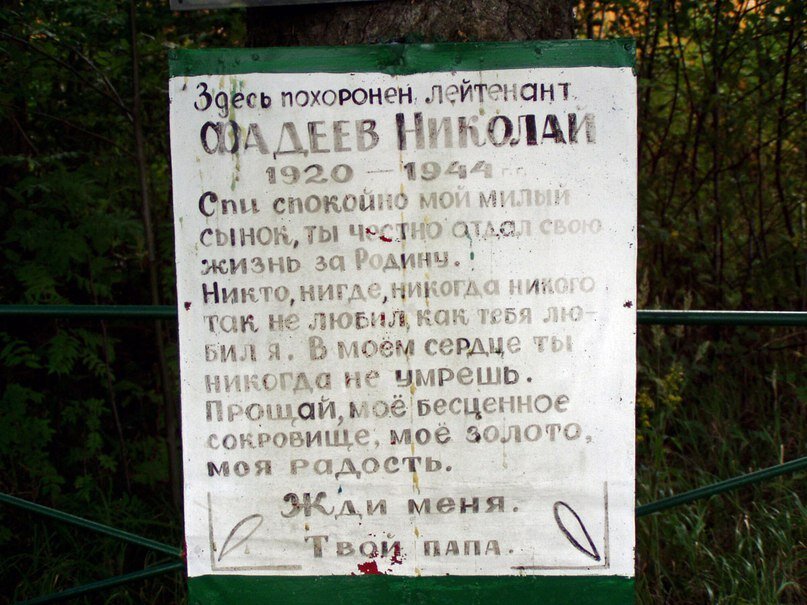 Здесь похоронен лейтенант
Фадеев Николай
1920 – 1944 гг.
Спи спокойно мой милый
сынок, ты честно отдал свою
жизнь за Родину.
Никто, нигде, никогда никого
так не любил, как тебя лю-
бил я. В моём сердце ты
никогда не умрешь.
Прощай, моё бесценное
сокровище, моё золото,
моя радость.
Жди меня.
Твой папа.